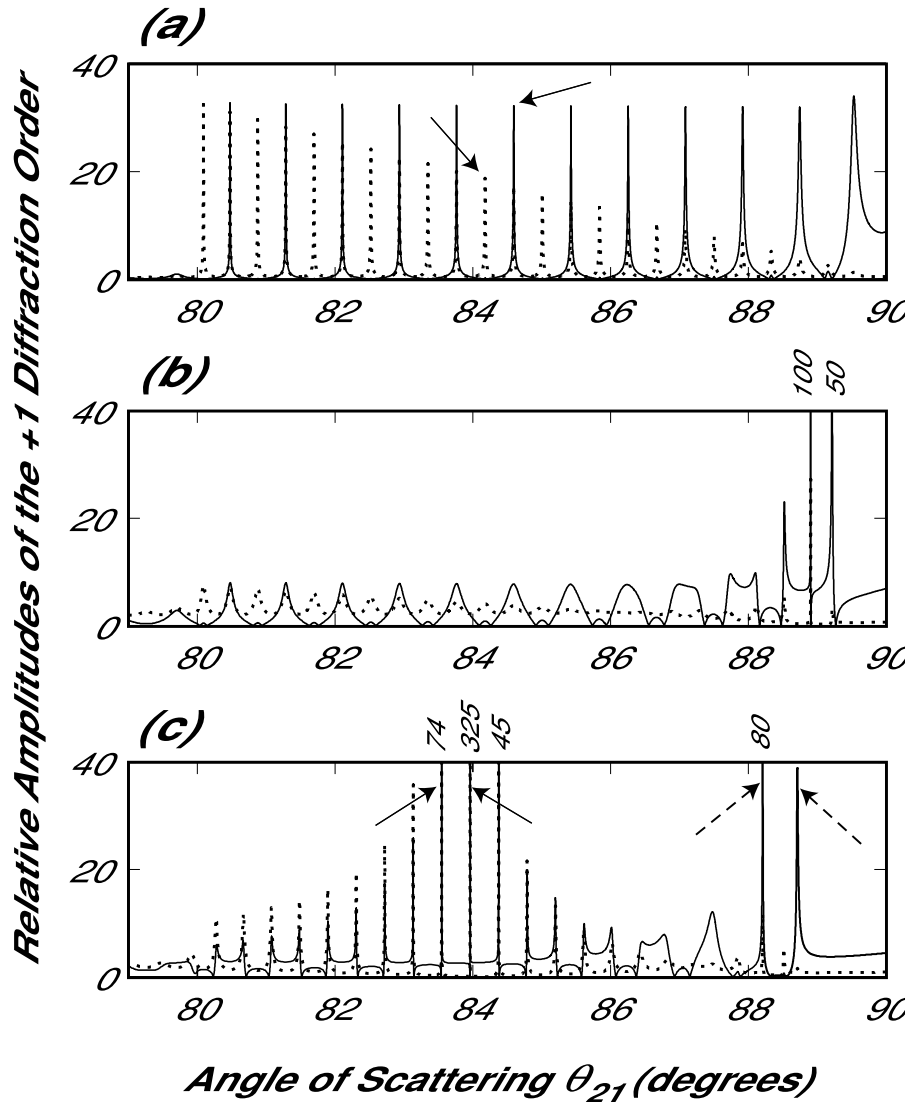 Relative Amplitudes of the +1 Diffraction Order
(a)
40
20
0
80 82 84 86 88 90
(b)
100 50
40
20
0
80 82 84 86 88 90
(c)
74 325 45 80
40
20
0
80 82 84 86 88 90
Angle of Scattering θ21 (degrees)